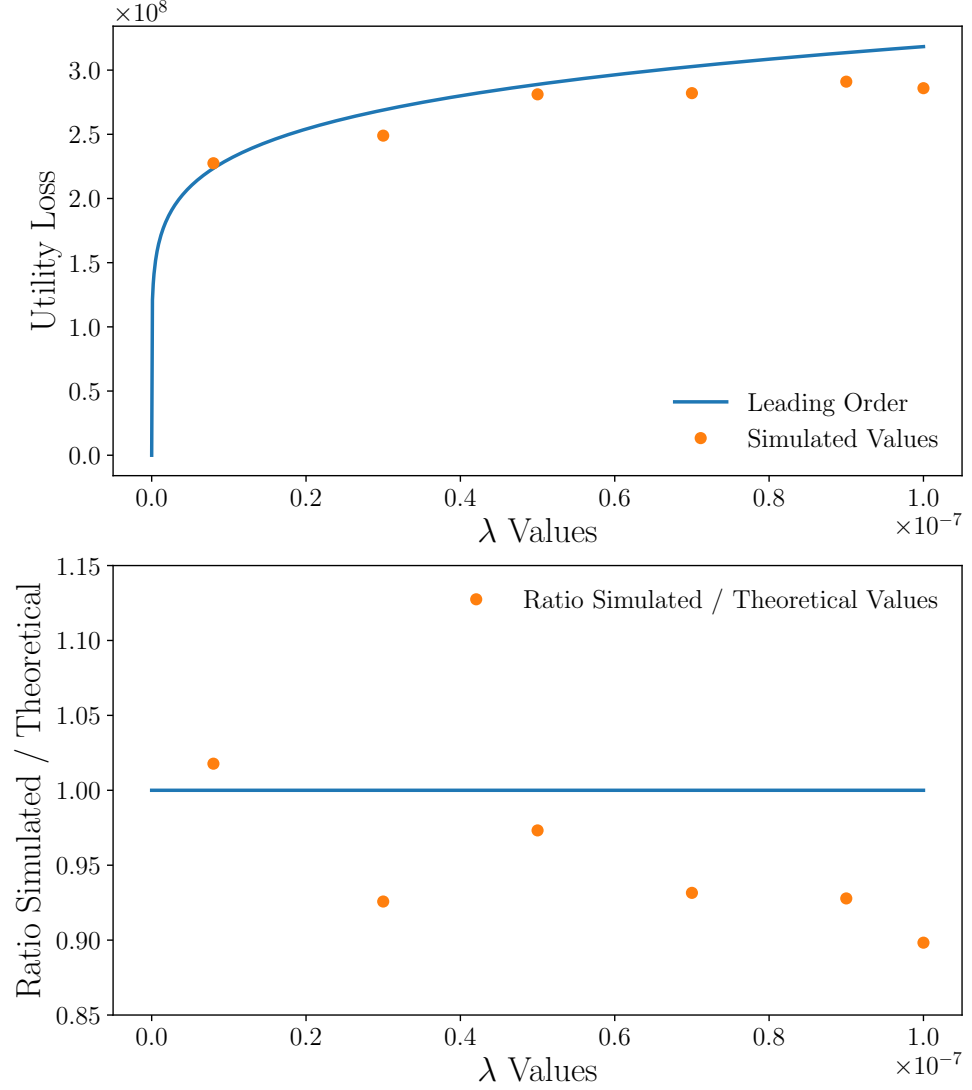 ×10⁸
3.0
2.5
2.0
1.5
1.0
0.5
0.0
Utility Loss
Leading Order
Simulated Values
0.0 0.2 0.4 0.6 0.8 1.0
×10⁻⁷
λ Values
1.15
1.10
1.05
1.00
0.95
0.90
0.85
Ratio Simulated / Theoretical
Ratio Simulated / Theoretical Values
0.0 0.2 0.4 0.6 0.8 1.0
×10⁻⁷
λ Values